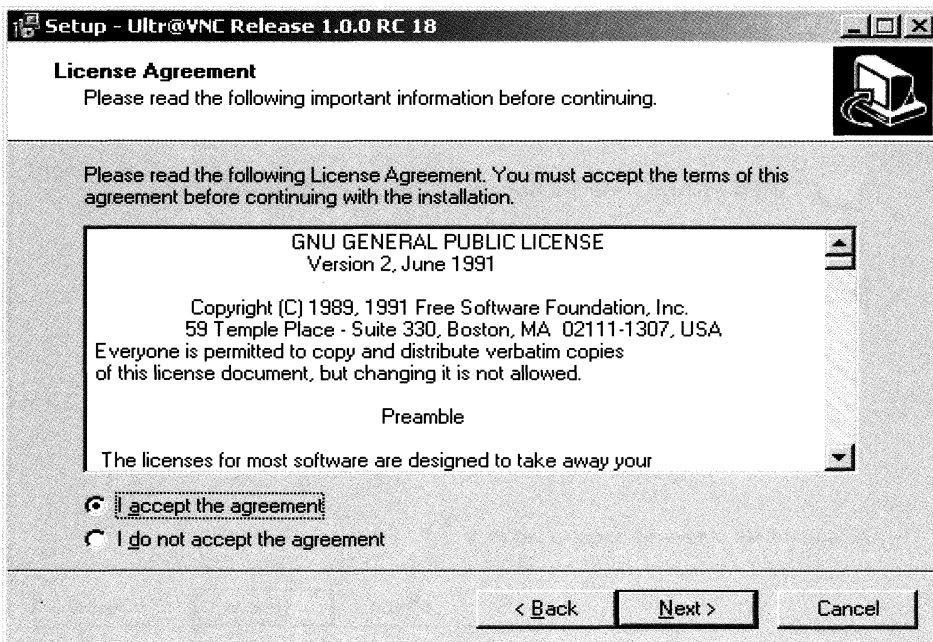 Setup - Ultr@VNC Release 1.0.0 RC 18
License Agreement
Please read the following important information before continuing.
Please read the following License Agreement. You must accept the terms of this
agreement before continuing with the installation.
GNU GENERAL PUBLIC LICENSE
Version 2, June 1991
Copyright (C) 1989, 1991 Free Software Foundation, Inc.
59 Temple Place - Suite 330, Boston, MA 02111-1307, USA
Everyone is permitted to copy and distribute verbatim copies
of this license document, but changing it is not allowed.
Preamble
The licenses for most software are designed to take away your
I accept the agreement
I do not accept the agreement
< Back Next > Cancel